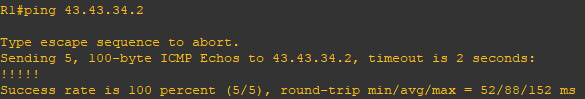 R1#ping 43.43.34.2
Type escape sequence to abort.
Sending 5, 100-byte ICMP Echos to 43.43.34.2, timeout is 2 seconds:
!!!!!
Success rate is 100 percent (5/5), round-trip min/avg/max = 52/88/152 ms